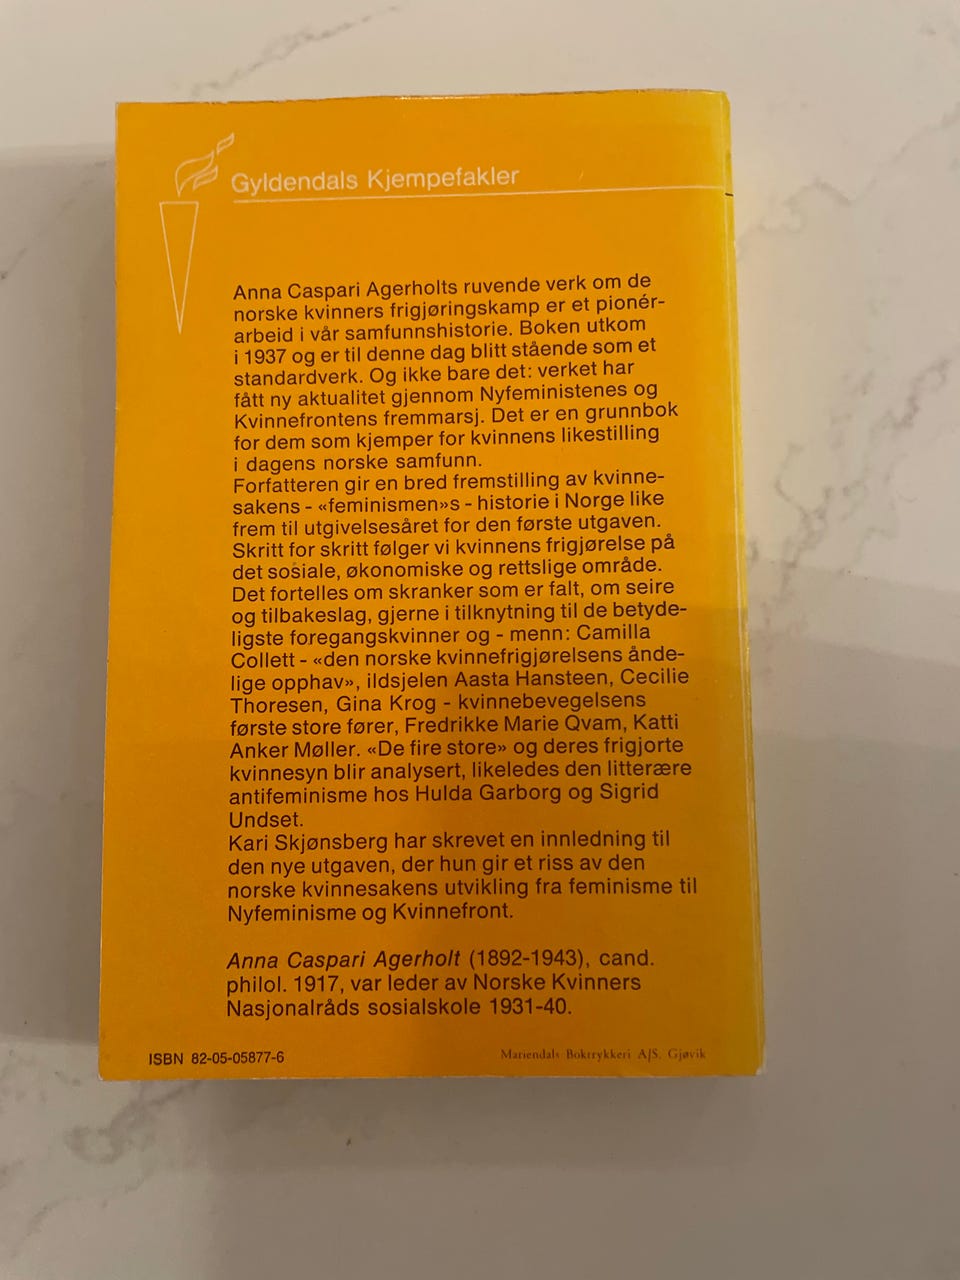 Gyldendals Kjempefakler
Anna Caspari Agerholts ruvende verk om de
norske kvinners frigjøringskamp er et pionér-
arbeid i vår samfunnshistorie. Boken utkom
i 1937 og er til denne dag blitt stående som et
standardverk. Og ikke bare det: verket har
fått ny aktualitet gjennom Nyfeministenes og
Kvinnefrontens fremmarsj. Det er en grunnbok
for dem som kjemper for kvinnens likestilling
i dagens norske samfunn.
Forfatteren gir en bred fremstilling av kvinne-
sakens - «feminismen»s - historie i Norge like
frem til utgivelsesåret for den første utgaven.
Skritt for skritt følger vi kvinnens frigjørelse på
det sosiale, økonomiske og rettslige område.
Det fortelles om skranker som er falt, om seire
og tilbakeslag, gjerne i tilknytning til de betyde-
ligste foregangskvinner og - menn: Camilla
Collett - «den norske kvinnefrigjørelsens ånde-
lige opphav», ildsjelen Aasta Hansteen, Cecilie
Thoresen, Gina Krog - kvinnebevegelsens
første store fører, Fredrikke Marie Qvam, Katti
Anker Møller. «De fire store» og deres frigjorte
kvinnesyn blir analysert, likeledes den litterære
antifeminisme hos Hulda Garborg og Sigrid
Undset.
Kari Skjønsberg har skrevet en innledning til
den nye utgaven, der hun gir et riss av den
norske kvinnesakens utvikling fra feminisme til
Nyfeminisme og Kvinnefront.
Anna Caspari Agerholt (1892-1943), cand.
philol. 1917, var leder av Norske Kvinners
Nasjonalråds sosialskole 1931-40.
ISBN 82-05-05877-6
Mariendals Boktrykkeri A/S, Gjøvik